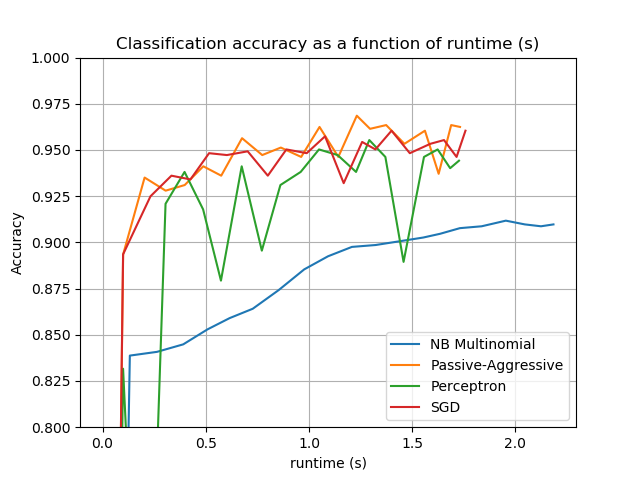 Classification accuracy as a function of runtime (s)
1.000
0.975
0.950
0.925
0.900
0.875
0.850
0.825
0.800
Accuracy
NB Multinomial
Passive-Aggressive
Perceptron
SGD
0.0 0.5 1.0 1.5 2.0
runtime (s)